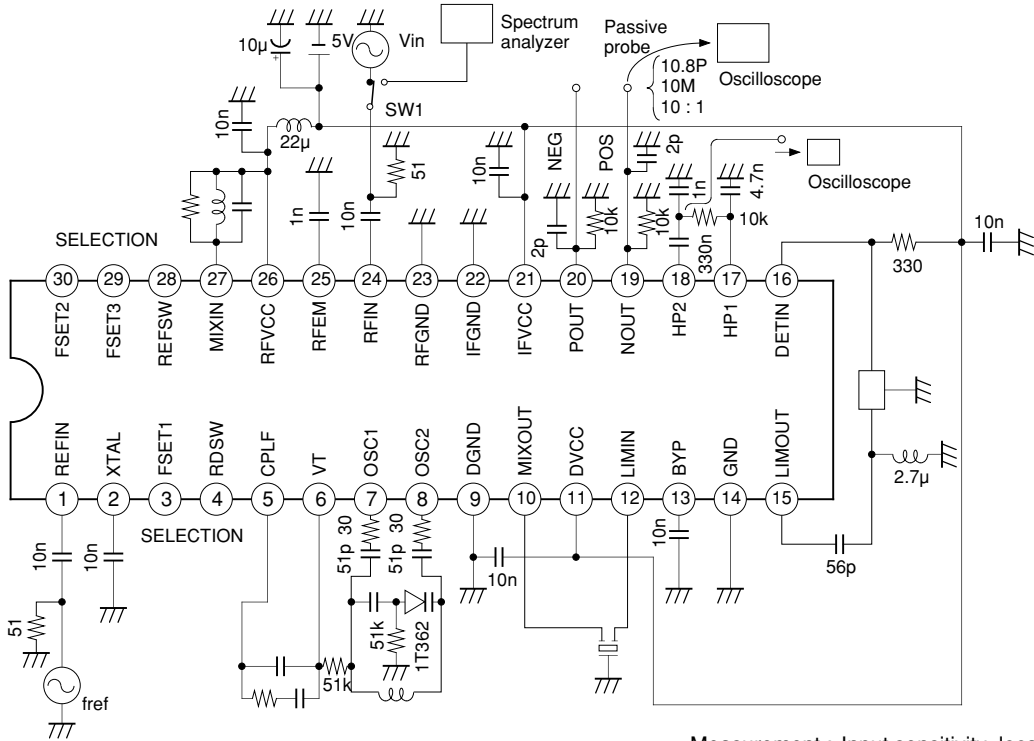 10μ
+
5V
Vin
Spectrum
analyzer
Passive
probe
10.8P
10M
10 : 1
Oscilloscope
SW1
10n
22μ
51
1n
10n
10n
NEG
POS
2p
2p
10k
10k
1n
4.7n
330n
10k
Oscilloscope
10n
330
SELECTION
30
29
28
27
26
25
24
23
22
21
20
19
18
17
16
FSET2
FSET3
REFSW
MIXIN
RFVCC
RFEM
RFIN
RFGND
IFGND
IFVCC
POUT
NOUT
HP2
HP1
DETIN
REFIN
XTAL
FSET1
RDSW
CPLF
VT
OSC1
OSC2
DGND
MIXOUT
DVCC
LIMIN
BYP
GND
LIMOUT
1
2
3
4
5
6
7
8
9
10
11
12
13
14
15
SELECTION
2.7μ
10n
10n
51
fref
51p
30
51p
30
51k
1T362
51k
10n
10n
56p